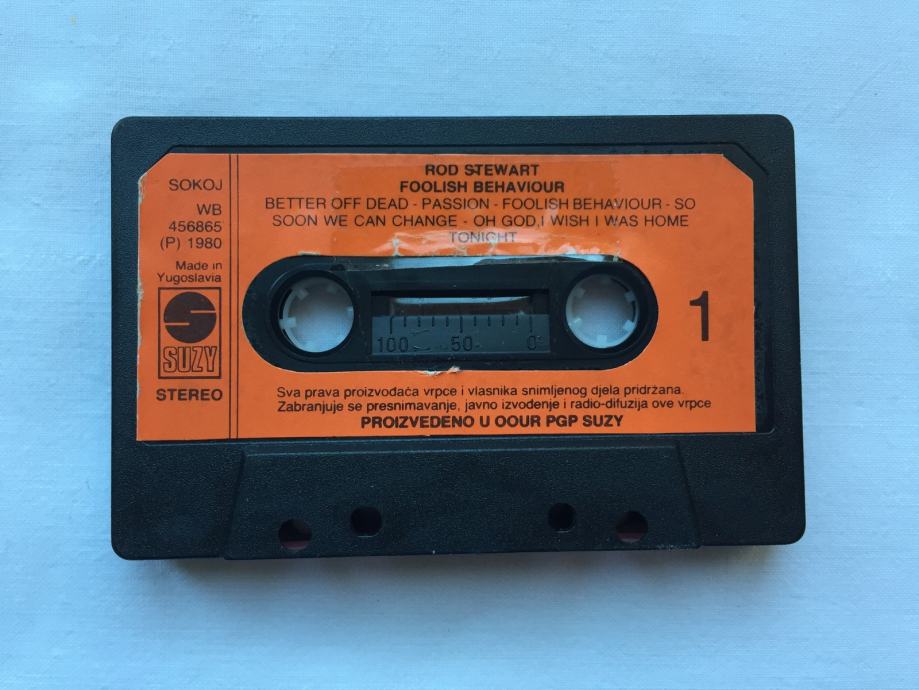 ROD STEWART
FOOLISH BEHAVIOUR
BETTER OFF DEAD - PASSION - FOOLISH BEHAVIOUR - SO
SOON WE CAN CHANGE - OH GOD,I WISH I WAS HOME
TONIGHT
SOKOJ
WB
456865
(P) 1980
Made in
Yugoslavia
SUZY
STEREO
100 50 0
1
Sva prava proizvođača vrpce i vlasnika snimljenog djela pridržana.
Zabranjuje se presnimavanje, javno izvođenje i radio-difuzija ove vrpce
PROIZVEDENO U OOUR PGP SUZY